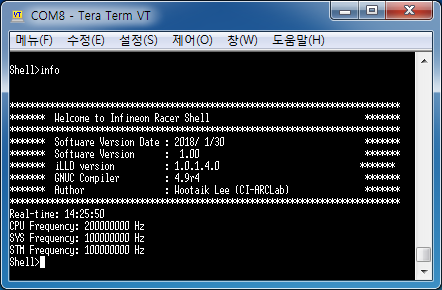 COM8 - Tera Term VT
메뉴(F) 수정(E) 설정(S) 제어(O) 창(W) 도움말(H)
Shell>info
*******************************************************************
******* Welcome to Infineon Racer Shell *******
*******************************************************************
******* Software Version Date : 2018/ 1/30 *******
******* Software Version : 1.00 *******
******* iLLD version : 1.0.1.4.0 *******
******* GNUC Compiler : 4.9r4 *******
******* Author : Wootaik Lee (CI-ARCLab) *******
*******************************************************************
Real-time: 14:25:50
CPU Frequency: 200000000 Hz
SYS Frequency: 100000000 Hz
STM Frequency: 100000000 Hz
Shell>